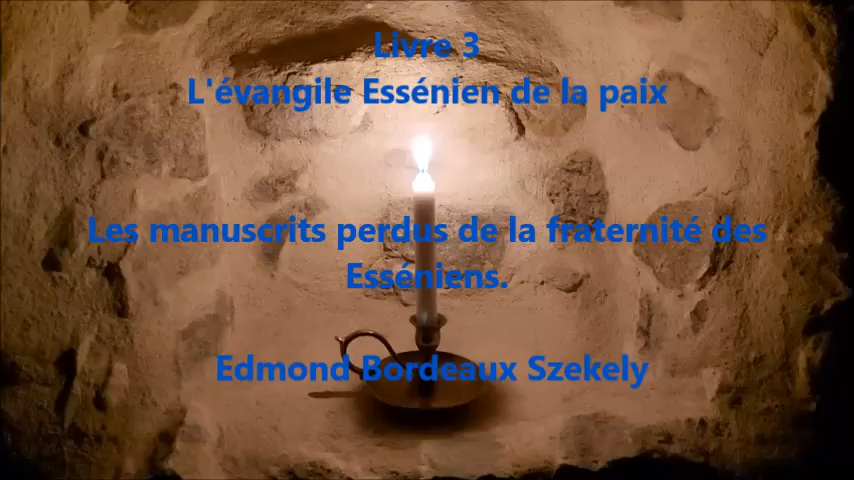 Livre 3
L'évangile Essénien de la paix
Les manuscrits perdus de la fraternité des
Esséniens.
Edmond Bordeaux Szekely